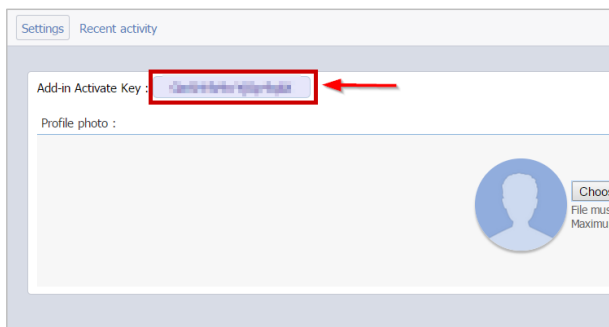 Settings Recent activity
Add-in Activate Key :
Profile photo :
Choos
File mus
Maximu